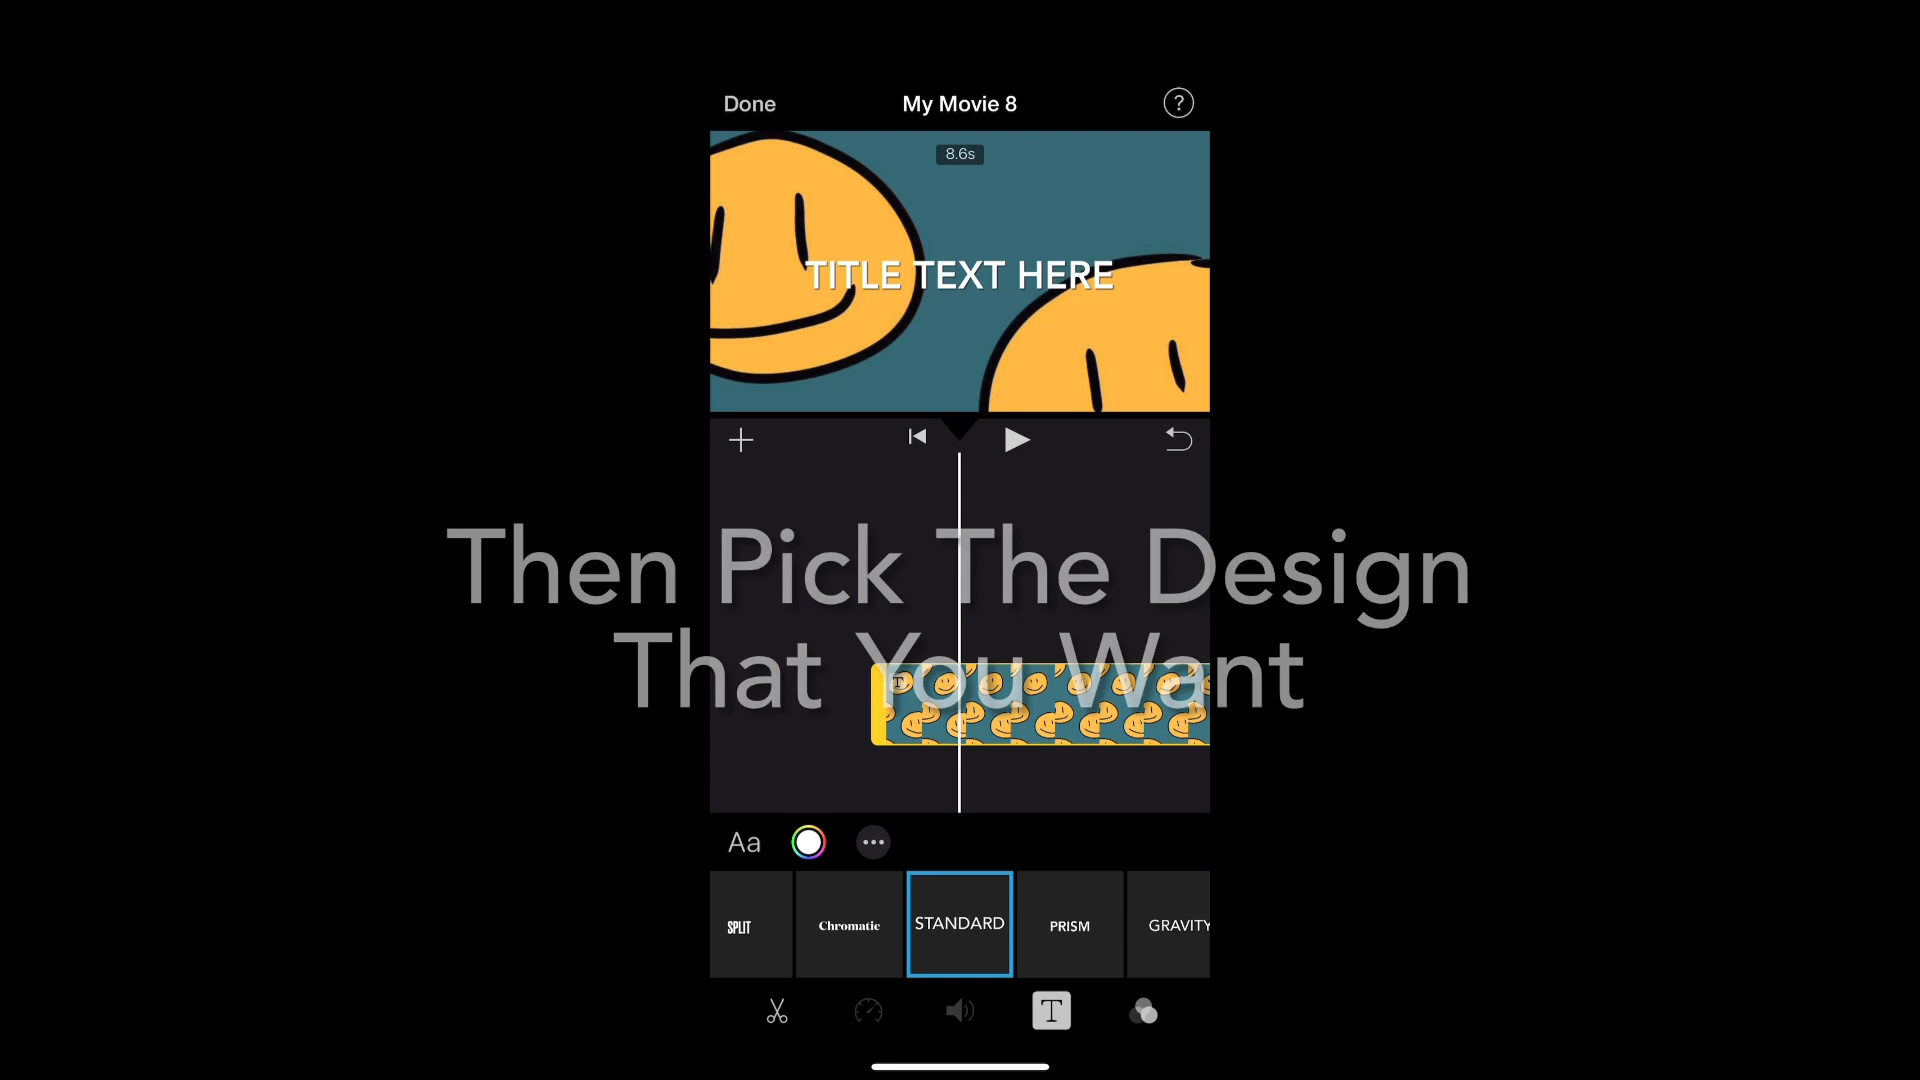 Done
My Movie 8
?
8.6s
TITLE TEXT HERE
Then Pick The Design
That You Want
T
Aa
SPLIT
Chromatic
STANDARD
PRISM
GRAVITY
T